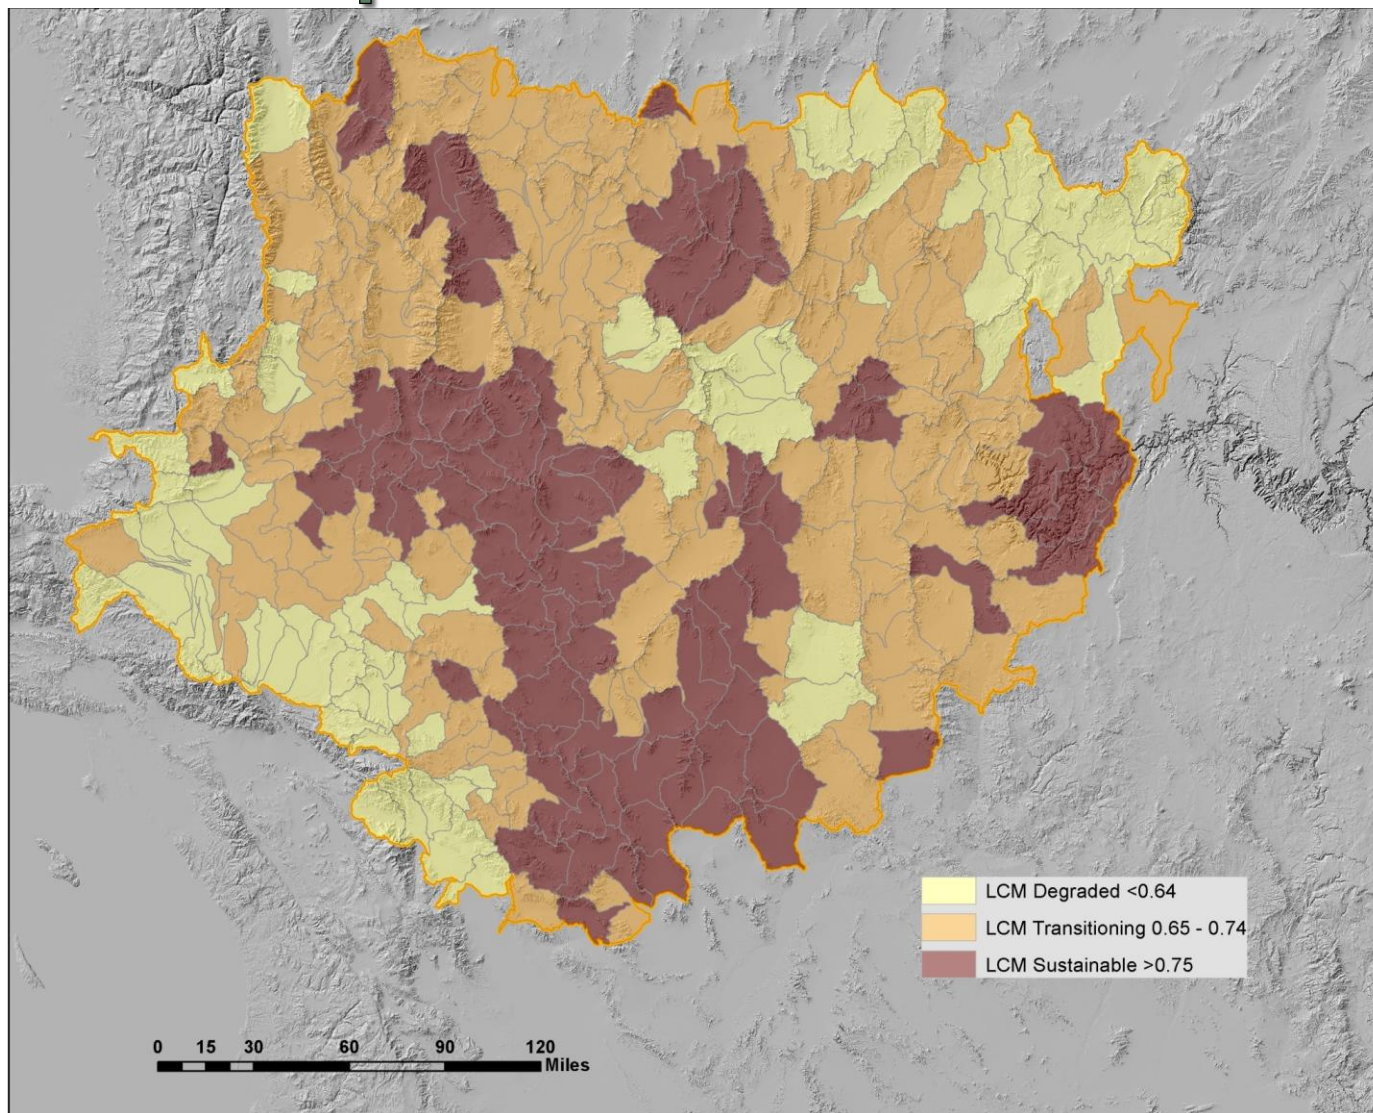 LCM Degraded <0.64
LCM Transitioning 0.65 - 0.74
LCM Sustainable >0.75
0 15 30 60 90 120
Miles